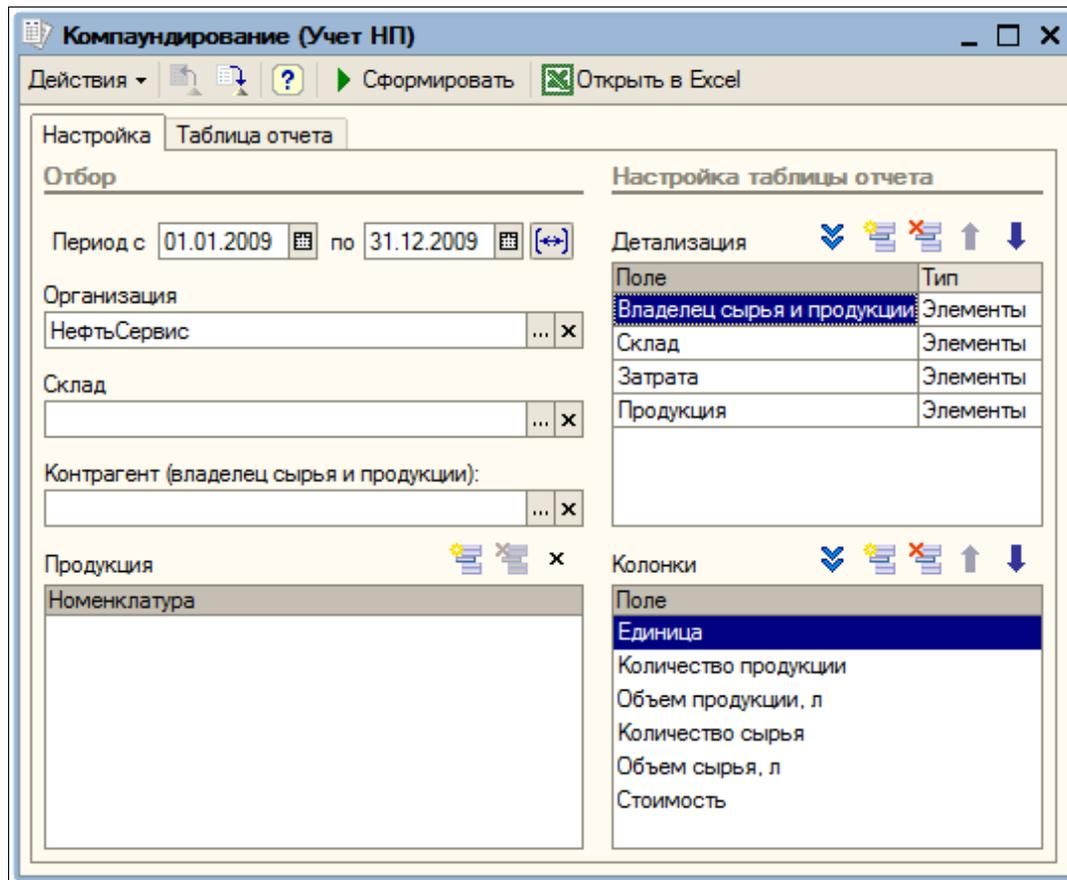 Компаундирование (Учет НП)
Действия Сформировать Открыть в Excel
Настройка Таблица отчета
Отбор
Период с 01.01.2009 по 31.12.2009
Организация
НефтьСервис
Склад
Контрагент (владелец сырья и продукции):
Продукция
Номенклатура
Настройка таблицы отчета
Детализация
Поле Тип
Владелец сырья и продукции Элементы
Склад Элементы
Затрата Элементы
Продукция Элементы
Колонки
Поле
Единица
Количество продукции
Объем продукции, л
Количество сырья
Объем сырья, л
Стоимость